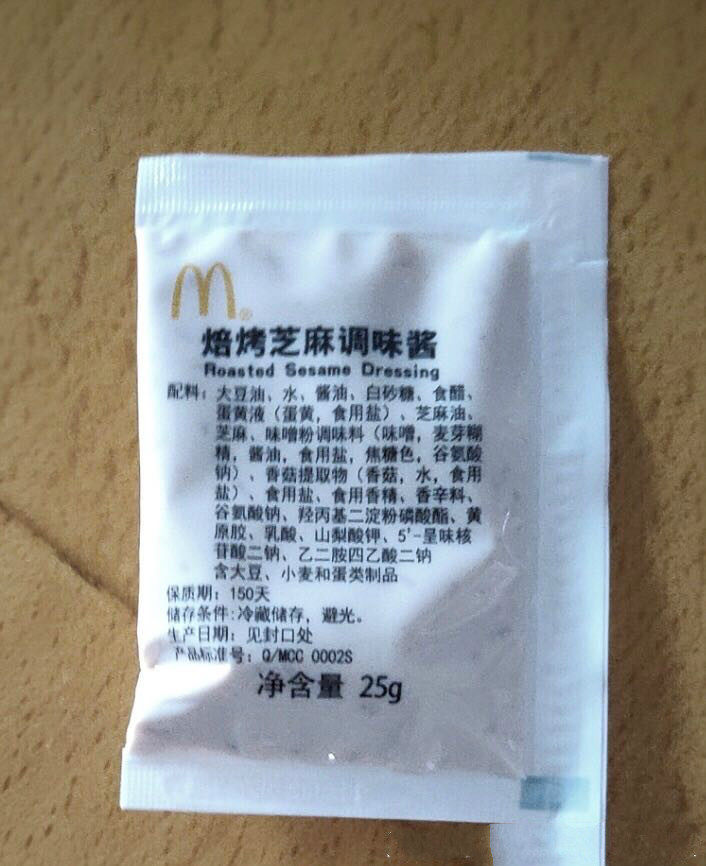 M®
焙烤芝麻调味酱
Roasted Sesame Dressing
配料：大豆油、水、酱油、白砂糖、食醋、
蛋黄液（蛋黄，食用盐）、芝麻油、
芝麻、味噌粉调味料（味噌，麦芽糊
精，酱油，食用盐，焦糖色，谷氨酸
钠）、香菇提取物（香菇，水，食用
盐）、食用盐、食用香精、香辛料、
谷氨酸钠、羟丙基二淀粉磷酸酯、黄
原胶、乳酸、山梨酸钾、5'-呈味核
苷酸二钠、乙二胺四乙酸二钠
含大豆、小麦和蛋类制品
保质期：150天
储存条件:冷藏储存，避光。
生产日期：见封口处
产品标准号：Q/MCC 0002S
净含量 25g